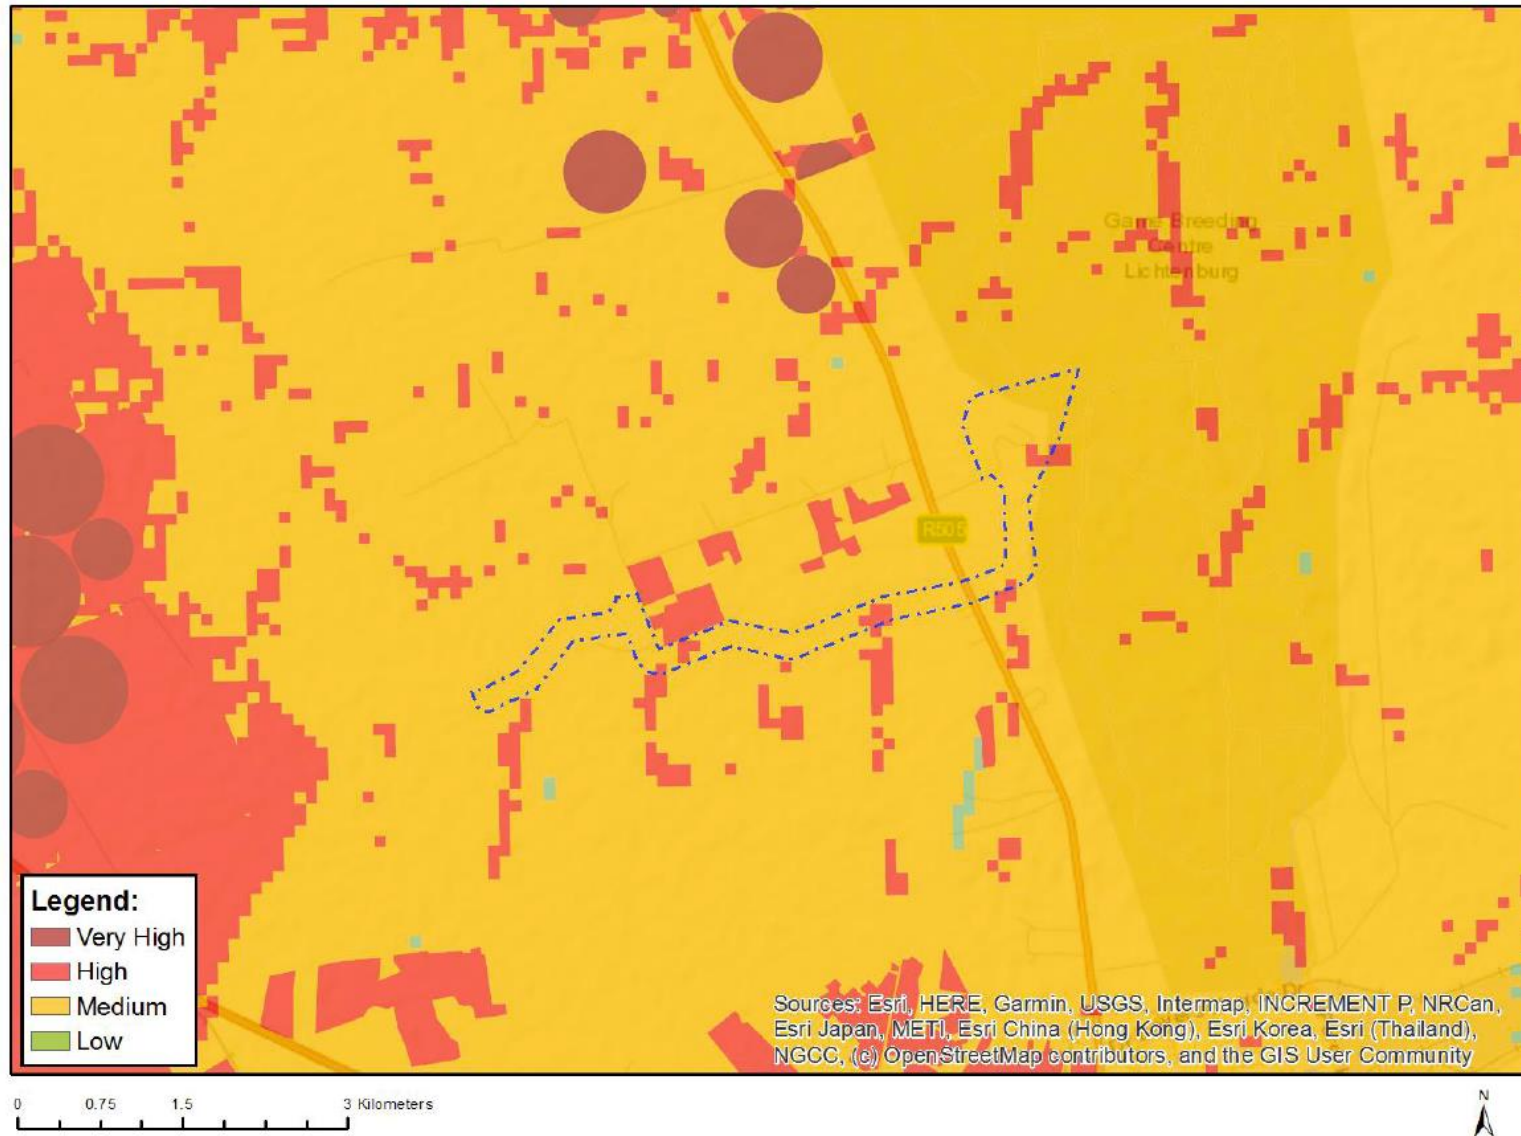 Game Breeding
Centre
Lichtenburg
R505
Legend:
Very High
High
Medium
Low
Sources: Esri, HERE, Garmin, USGS, Intermap, INCREMENT P, NRCan,
Esri Japan, METI, Esri China (Hong Kong), Esri Korea, Esri (Thailand),
NGCC, (c) OpenStreetMap contributors, and the GIS User Community
0 0.75 1.5 3 Kilometers
N